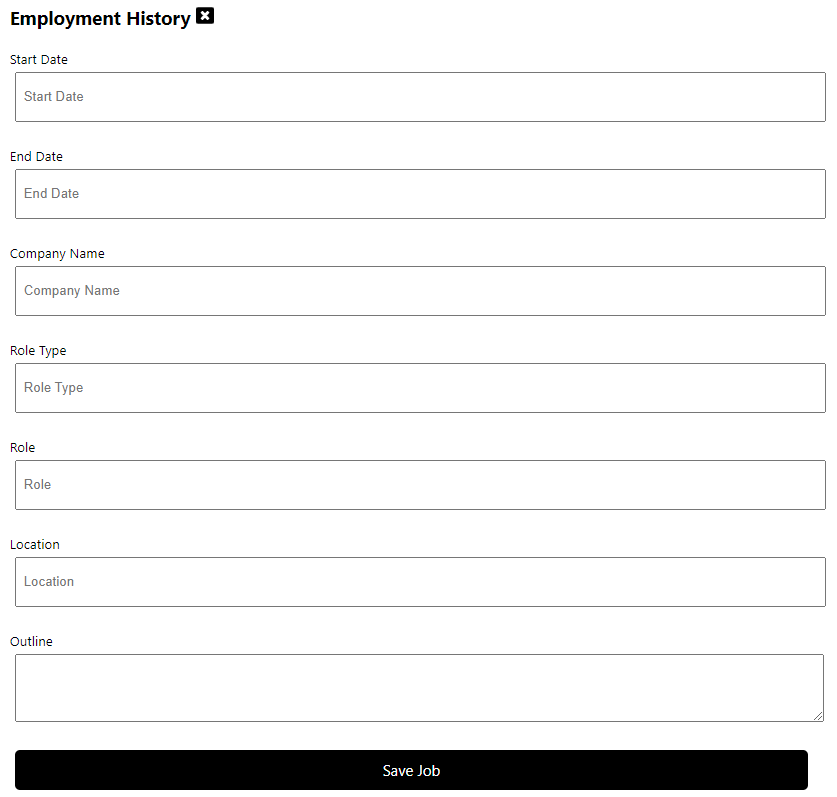 Employment History
Start Date
Start Date
End Date
End Date
Company Name
Company Name
Role Type
Role Type
Role
Role
Location
Location
Outline
Save Job